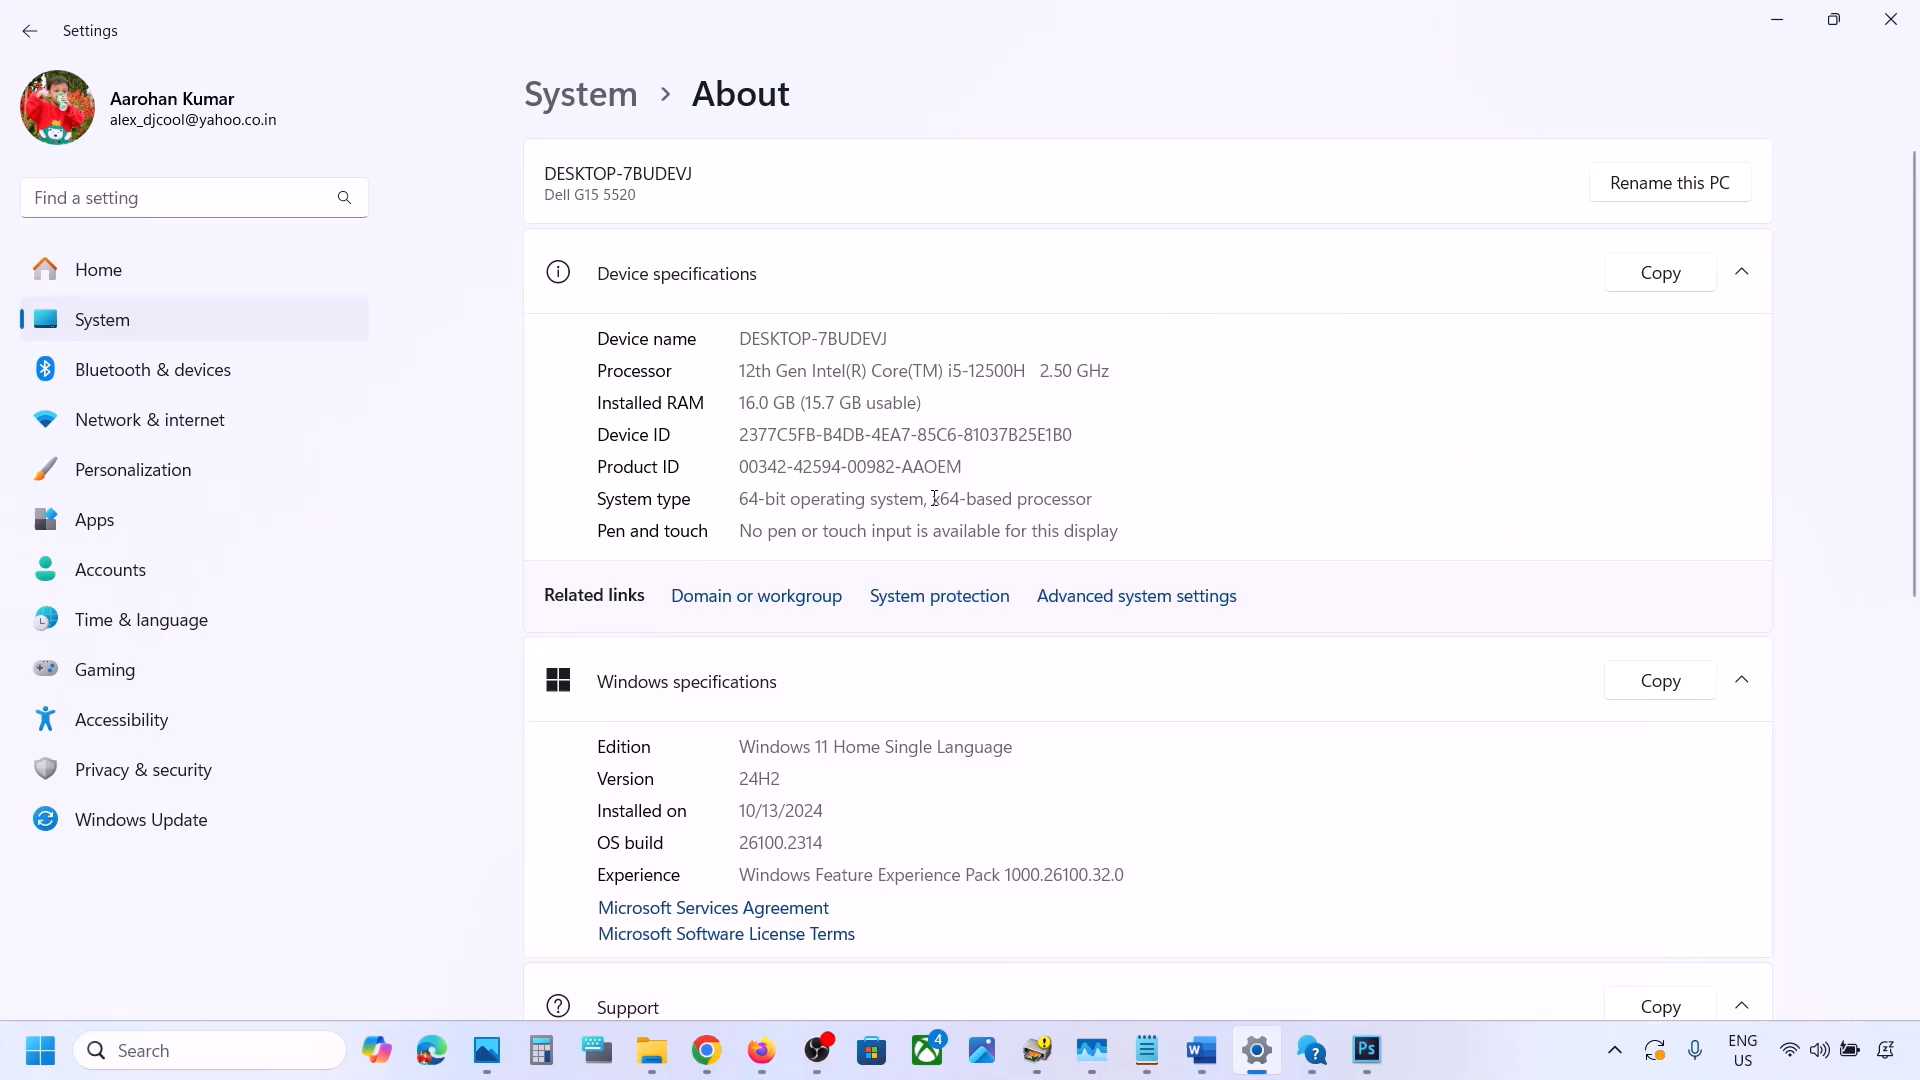 Settings
Aarohan Kumar
alex_djcool@yahoo.co.in
Find a setting
Home
System
Bluetooth & devices
Network & internet
Personalization
Apps
Accounts
Time & language
Gaming
Accessibility
Privacy & security
Windows Update
System > About
DESKTOP-7BUDEVJ
Dell G15 5520
Rename this PC
Device specifications
Copy
Device name DESKTOP-7BUDEVJ
Processor 12th Gen Intel(R) Core(TM) i5-12500H 2.50 GHz
Installed RAM 16.0 GB (15.7 GB usable)
Device ID 2377C5FB-B4DB-4EA7-85C6-81037B25E1B0
Product ID 00342-42594-00982-AAOEM
System type 64-bit operating system, x64-based processor
Pen and touch No pen or touch input is available for this display
Related links Domain or workgroup System protection Advanced system settings
Windows specifications
Copy
Edition Windows 11 Home Single Language
Version 24H2
Installed on 10/13/2024
OS build 26100.2314
Experience Windows Feature Experience Pack 1000.26100.32.0
Microsoft Services Agreement
Microsoft Software License Terms
Support
Copy
Search
4
Ps
ENG
US